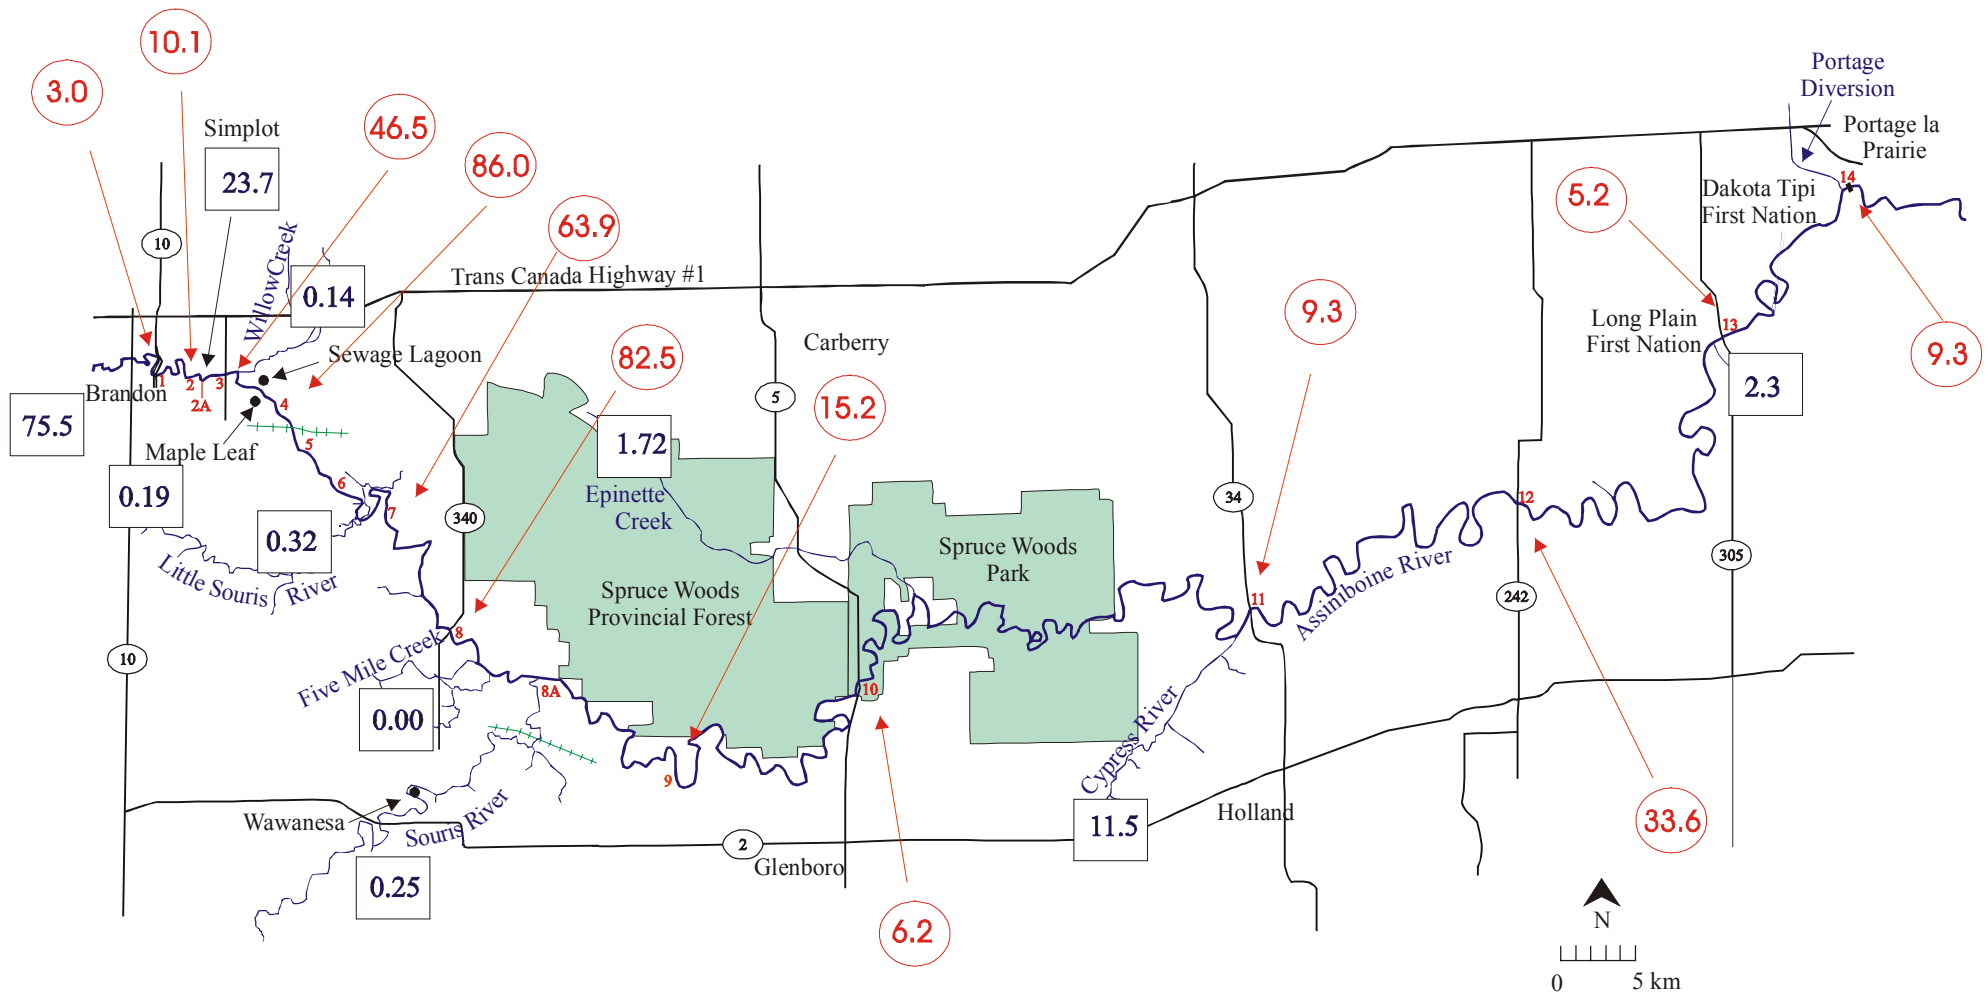 10.1
3.0
Simplot
46.5
23.7
86.0
Portage
Diversion
Portage la
Prairie
14
Dakota Tipi
First Nation
5.2
63.9
10
WillowCreek
0.14
Trans Canada Highway #1
9.3
Long Plain
First Nation
13
9.3
Carberry
82.5
Sewage Lagoon
Brandon
1
2
3
2A
4
5
15.2
2.3
75.5
Maple Leaf
5
1.72
6
0.19
Epinette
Creek
7
34
12
340
0.32
Little Souris River
Spruce Woods
Park
Assiniboine River
305
Spruce Woods
Provincial Forest
242
11
8
10
Five Mile Creek
8A
10
0.00
Cypress River
9
Wawanesa
Souris River
11.5
Holland
33.6
2
Glenboro
0.25
6.2
N
0 5 km